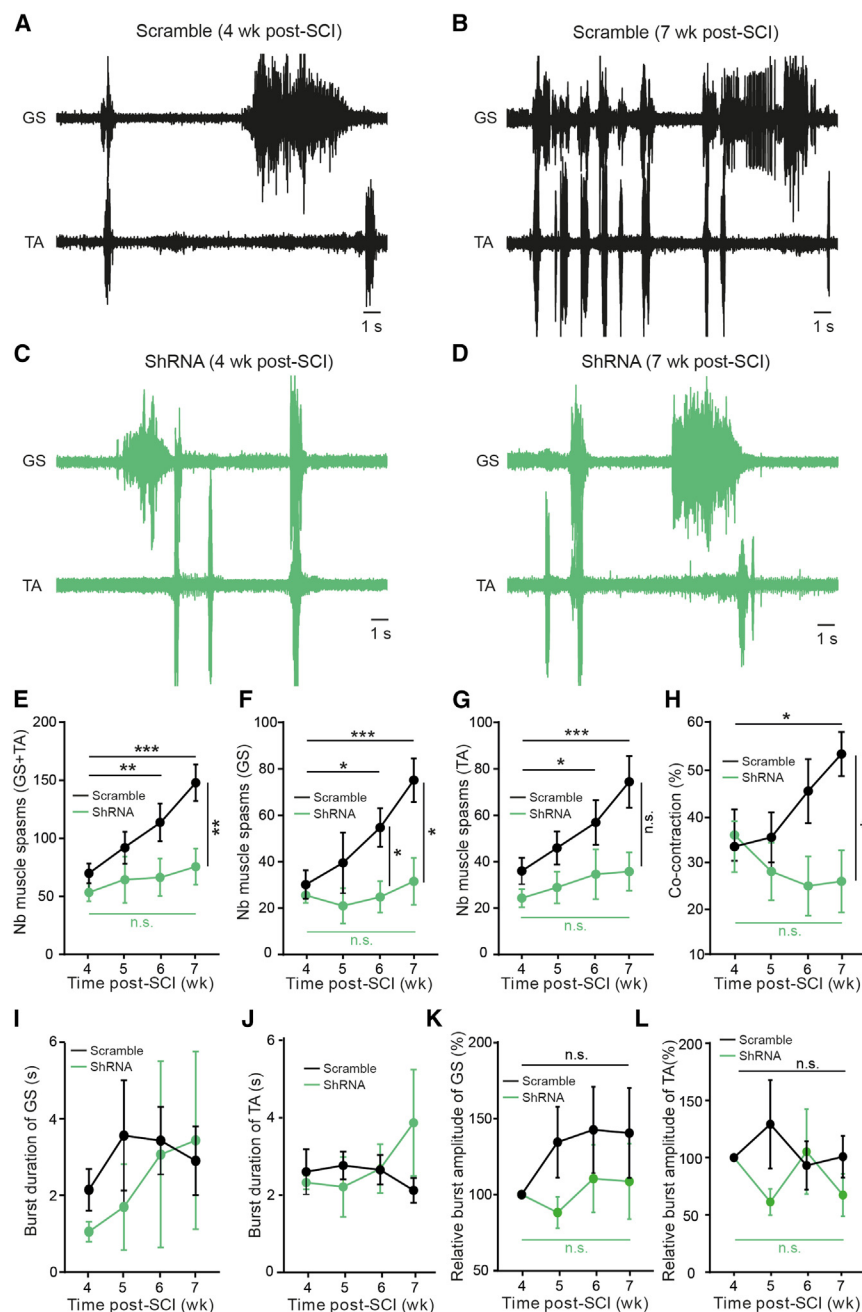 A
Scramble (4 wk post-SCI)
GS
TA
1 s
B
Scramble (7 wk post-SCI)
GS
TA
1 s
C
ShRNA (4 wk post-SCI)
GS
TA
1 s
D
ShRNA (7 wk post-SCI)
GS
TA
1 s
E
Nb muscle spasms (GS+TA)
200
150
100
50
0
***
**
Scramble
ShRNA
**
n.s.
4 5 6 7
Time post-SCI (wk)
F
Nb muscle spasms (GS)
100
80
60
40
20
0
***
*
Scramble
ShRNA
*
*
n.s.
4 5 6 7
Time post-SCI (wk)
G
Nb muscle spasms (TA)
100
80
60
40
20
0
***
*
Scramble
ShRNA
n.s.
n.s.
4 5 6 7
Time post-SCI (wk)
H
Co-contraction (%)
60
50
40
30
20
10
*
Scramble
ShRNA
n.s.
4 5 6 7
Time post-SCI (wk)
I
Burst duration of GS (s)
6
4
2
0
Scramble
ShRNA
4 5 6 7
Time post-SCI (wk)
J
Burst duration of TA (s)
6
4
2
0
Scramble
ShRNA
4 5 6 7
Time post-SCI (wk)
K
Relative burst amplitude of GS (%)
200
150
100
50
n.s.
Scramble
ShRNA
n.s.
4 5 6 7
Time post-SCI (wk)
L
Relative burst amplitude of TA(%)
200
150
100
50
0
Scramble
ShRNA
n.s.
n.s.
4 5 6 7
Time post-SCI (wk)